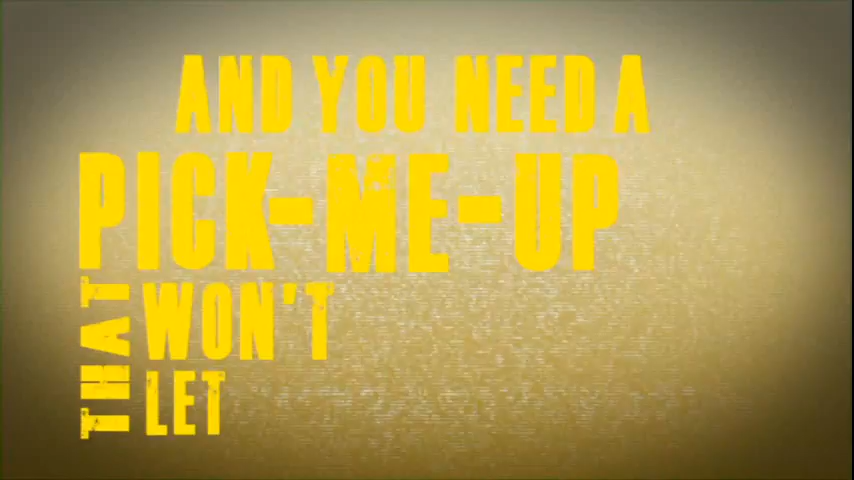 AND YOU NEED A
PICK-ME-UP
THAT
WON'T
LET